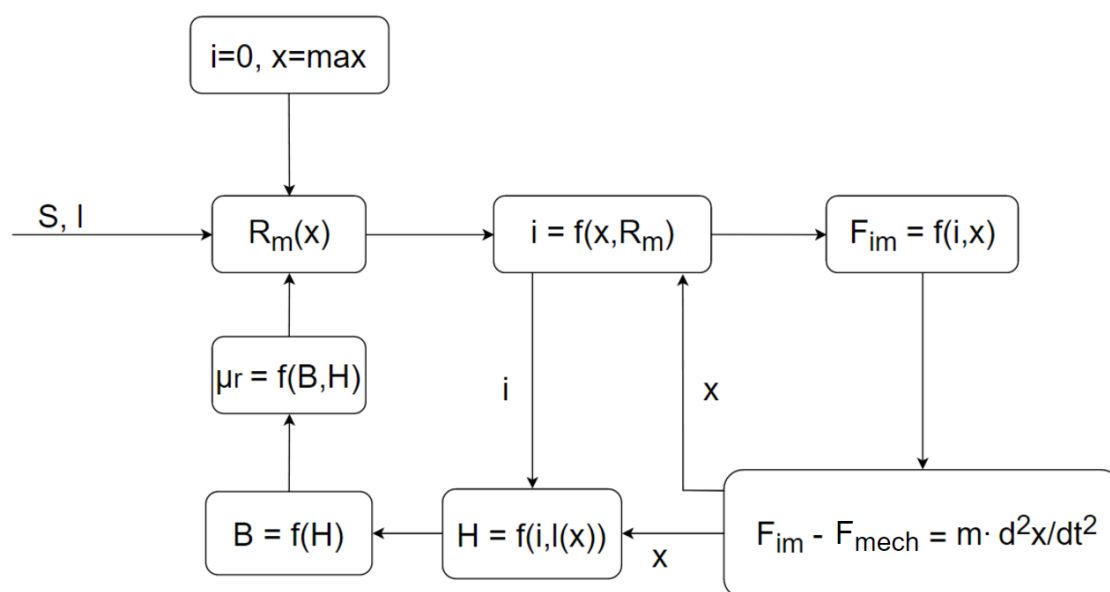 i=0, x=max
S, l
Rₘ(x)
i = f(x,Rₘ)
Fᵢₘ = f(i,x)
μr = f(B,H)
i
x
B = f(H)
H = f(i,l(x))
x
Fᵢₘ - Fmech = m· d²x/dt²